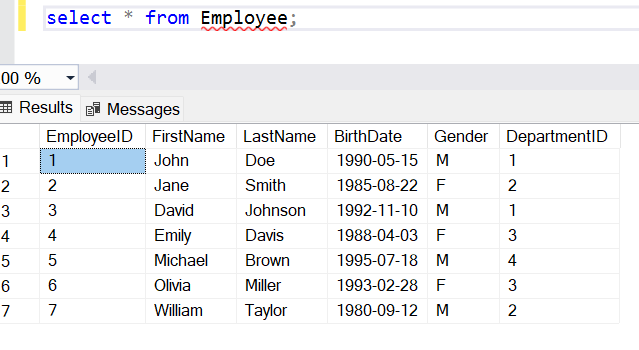 select * from Employee;
00 %
Results Messages
EmployeeID FirstName LastName BirthDate Gender DepartmentID
1 1 John Doe 1990-05-15 M 1
2 2 Jane Smith 1985-08-22 F 2
3 3 David Johnson 1992-11-10 M 1
4 4 Emily Davis 1988-04-03 F 3
5 5 Michael Brown 1995-07-18 M 4
6 6 Olivia Miller 1993-02-28 F 3
7 7 William Taylor 1980-09-12 M 2